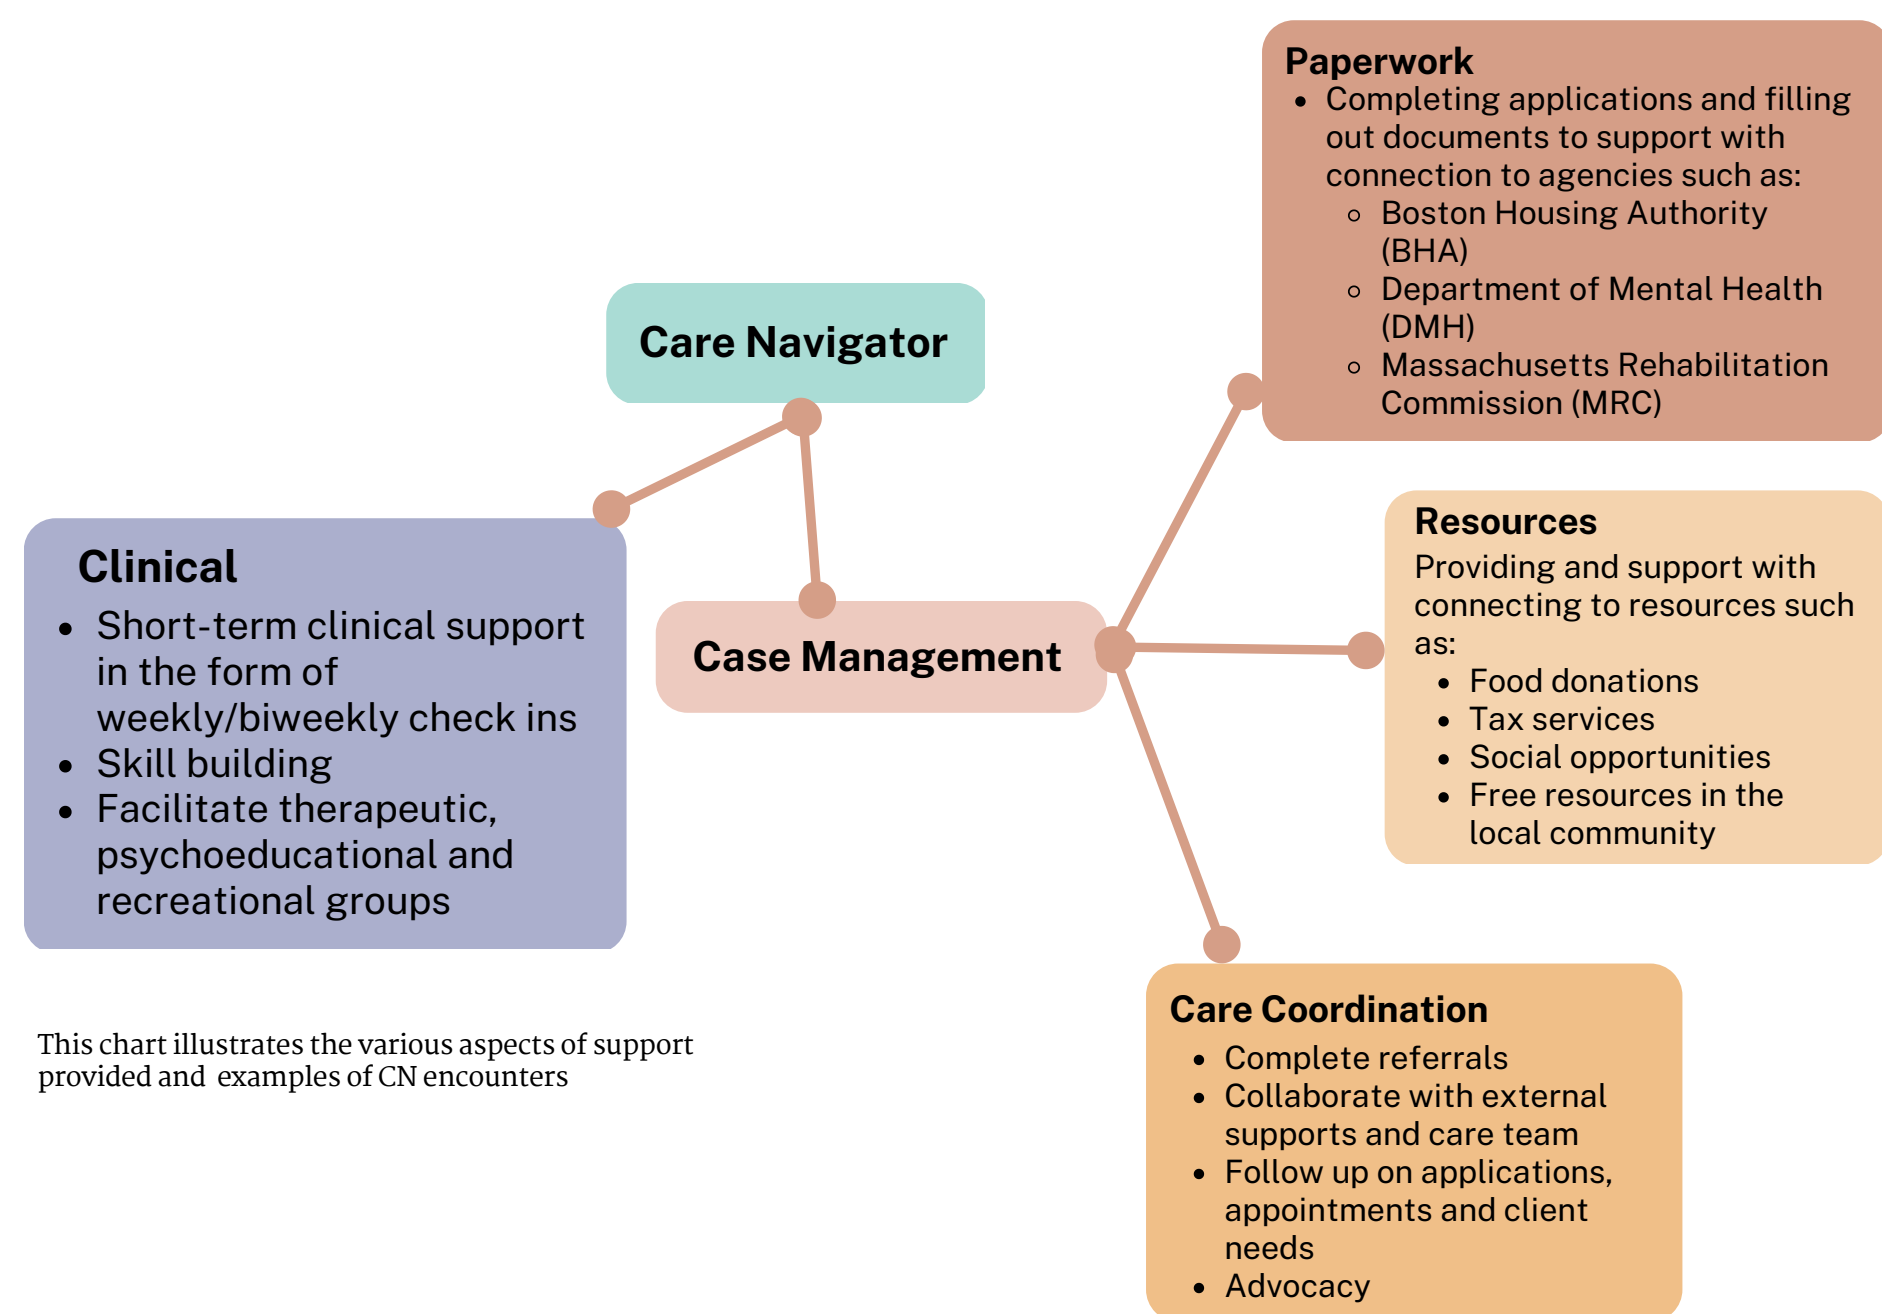 Care Navigator
Clinical
• Short-term clinical support
in the form of
weekly/biweekly check ins
• Skill building
• Facilitate therapeutic,
psychoeducational and
recreational groups
Case Management
Paperwork
• Completing applications and filling
out documents to support with
connection to agencies such as:
◦ Boston Housing Authority
(BHA)
◦ Department of Mental Health
(DMH)
◦ Massachusetts Rehabilitation
Commission (MRC)
Resources
Providing and support with
connecting to resources such
as:
• Food donations
• Tax services
• Social opportunities
• Free resources in the
local community
Care Coordination
• Complete referrals
• Collaborate with external
supports and care team
• Follow up on applications,
appointments and client
needs
• Advocacy
This chart illustrates the various aspects of support
provided and  examples of CN encounters